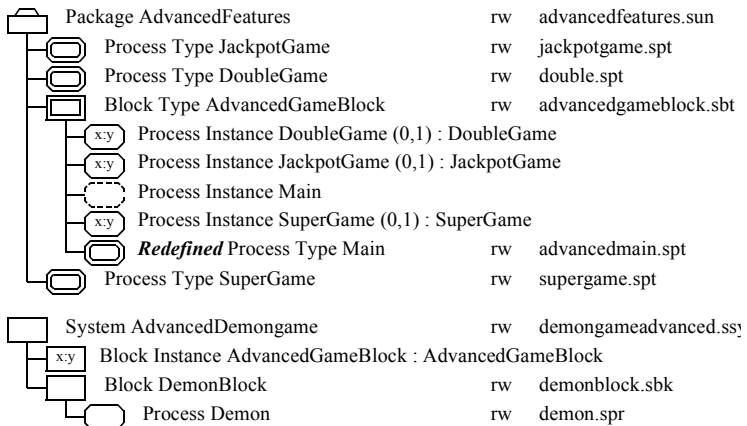 Package AdvancedFeatures rw advancedfeatures.sun
Process Type JackpotGame rw jackpotgame.spt
Process Type DoubleGame rw double.spt
Block Type AdvancedGameBlock rw advancedgameblock.sbt
x:y Process Instance DoubleGame (0,1) : DoubleGame
x:y Process Instance JackpotGame (0,1) : JackpotGame
Process Instance Main
x:y Process Instance SuperGame (0,1) : SuperGame
Redefined Process Type Main rw advancedmain.spt
Process Type SuperGame rw supergame.spt
System AdvancedDemongame rw demongameadvanced.ssy
x:y Block Instance AdvancedGameBlock : AdvancedGameBlock
Block DemonBlock rw demonblock.sbk
Process Demon rw demon.spr